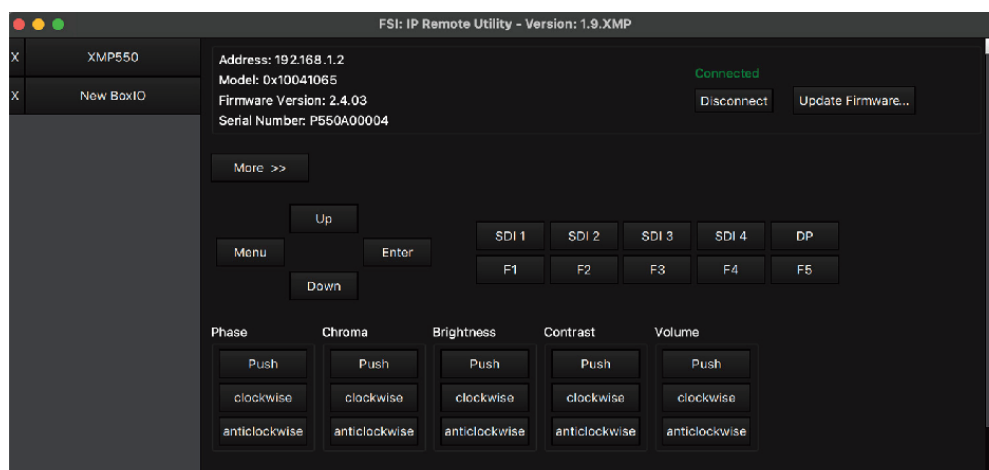 FSI: IP Remote Utility - Version: 1.9.XMP
X XMP550
X New BoxIO
Address: 192.168.1.2
Model: 0x10041065
Firmware Version: 2.4.03
Serial Number: P550A00004
Connected
Disconnect Update Firmware...
More >>
Up
Menu Enter
Down
SDI 1 SDI 2 SDI 3 SDI 4 DP
F1 F2 F3 F4 F5
Phase Chroma Brightness Contrast Volume
Push Push Push Push Push
clockwise clockwise clockwise clockwise clockwise
anticlockwise anticlockwise anticlockwise anticlockwise anticlockwise